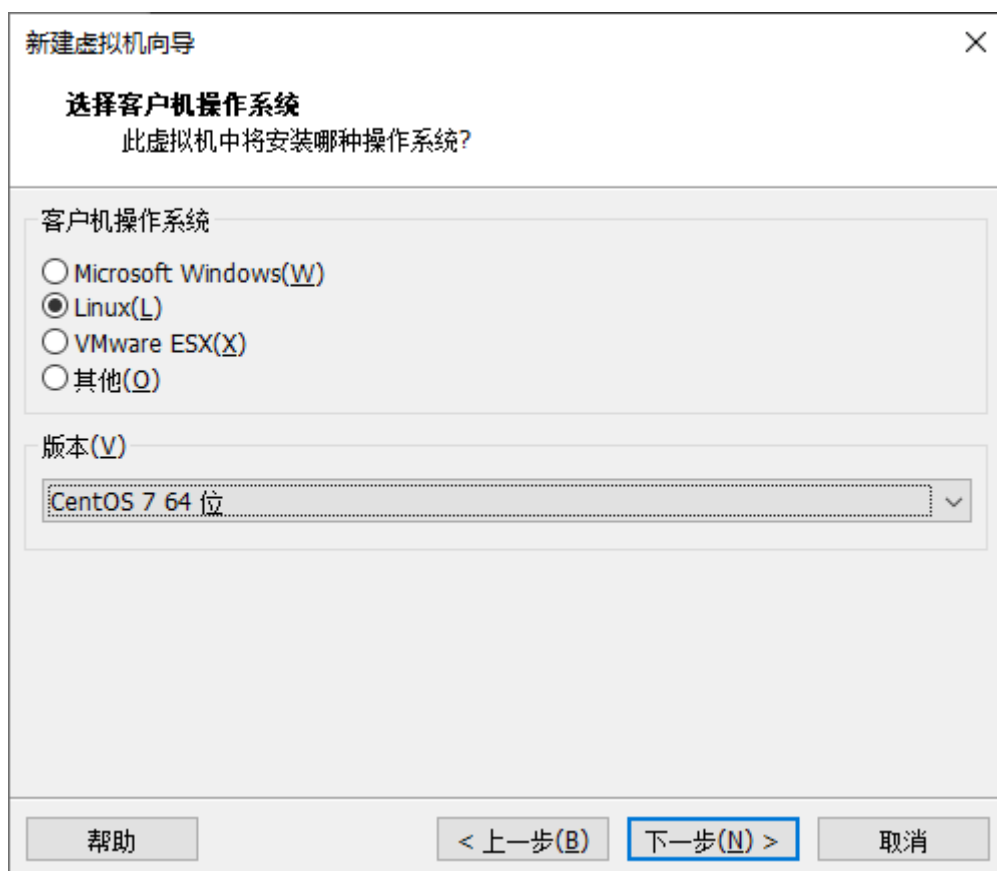 新建虚拟机向导
选择客户机操作系统
此虚拟机中将安装哪种操作系统?
客户机操作系统
Microsoft Windows(W)
Linux(L)
VMware ESX(X)
其他(O)
版本(V)
CentOS 7 64 位
帮助
< 上一步(B)
下一步(N) >
取消